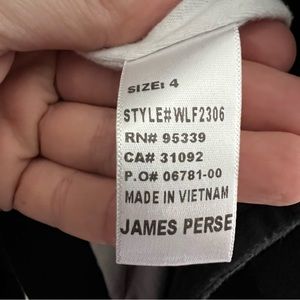 SIZE: 4
STYLE#WLF2306
RN# 95339
CA# 31092
P.O# 06781-00
MADE IN VIETNAM
JAMES PERSE